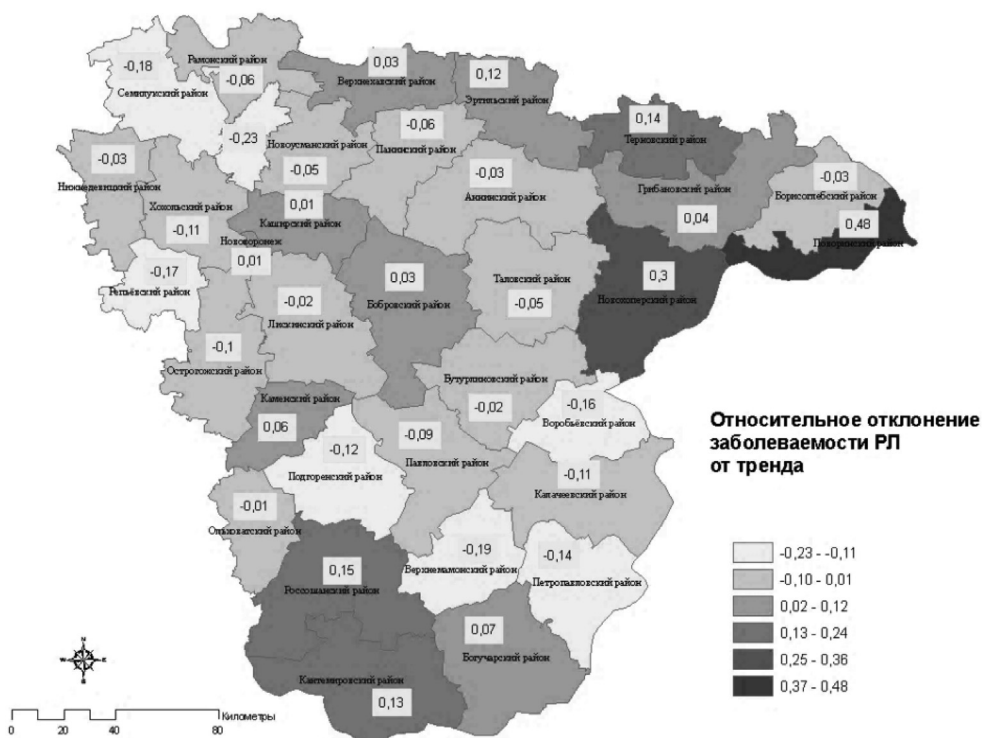 -0,18
Рамонский район
-0,06
Семилукский район
0,03
Верхнехавский район
0,12
Эртильский район
-0,23
Новоусманский район
-0,05
-0,06
Панинский район
0,14
Терновский район
-0,03
Нижнедевицкий район
-0,03
Аннинский район
Грибановский район
0,04
-0,03
Борисоглебский район
0,48
Поворинский район
Хохольский район
-0,11
0,01
Каширский район
Нововоронеж
0,01
-0,17
Репьёвский район
-0,02
Лискинский район
0,03
Бобровский район
Таловский район
-0,05
0,3
Новохоперский район
-0,1
Острогожский район
Каменский район
0,06
Бутурлиновский район
-0,02
-0,16
Воробьёвский район
-0,09
Павловский район
-0,12
Подгоренский район
-0,11
Калачеевский район
-0,01
Ольховатский район
-0,19
Верхнемамонский район
-0,14
Петропавловский район
0,15
Россошанский район
0,07
Богучарский район
Кантемировский район
0,13
Относительное отклонение
заболеваемости РЛ
от тренда
-0,23 - -0,11
-0,10 - 0,01
0,02 - 0,12
0,13 - 0,24
0,25 - 0,36
0,37 - 0,48
N
W E
S
Километры
0 20 40 80